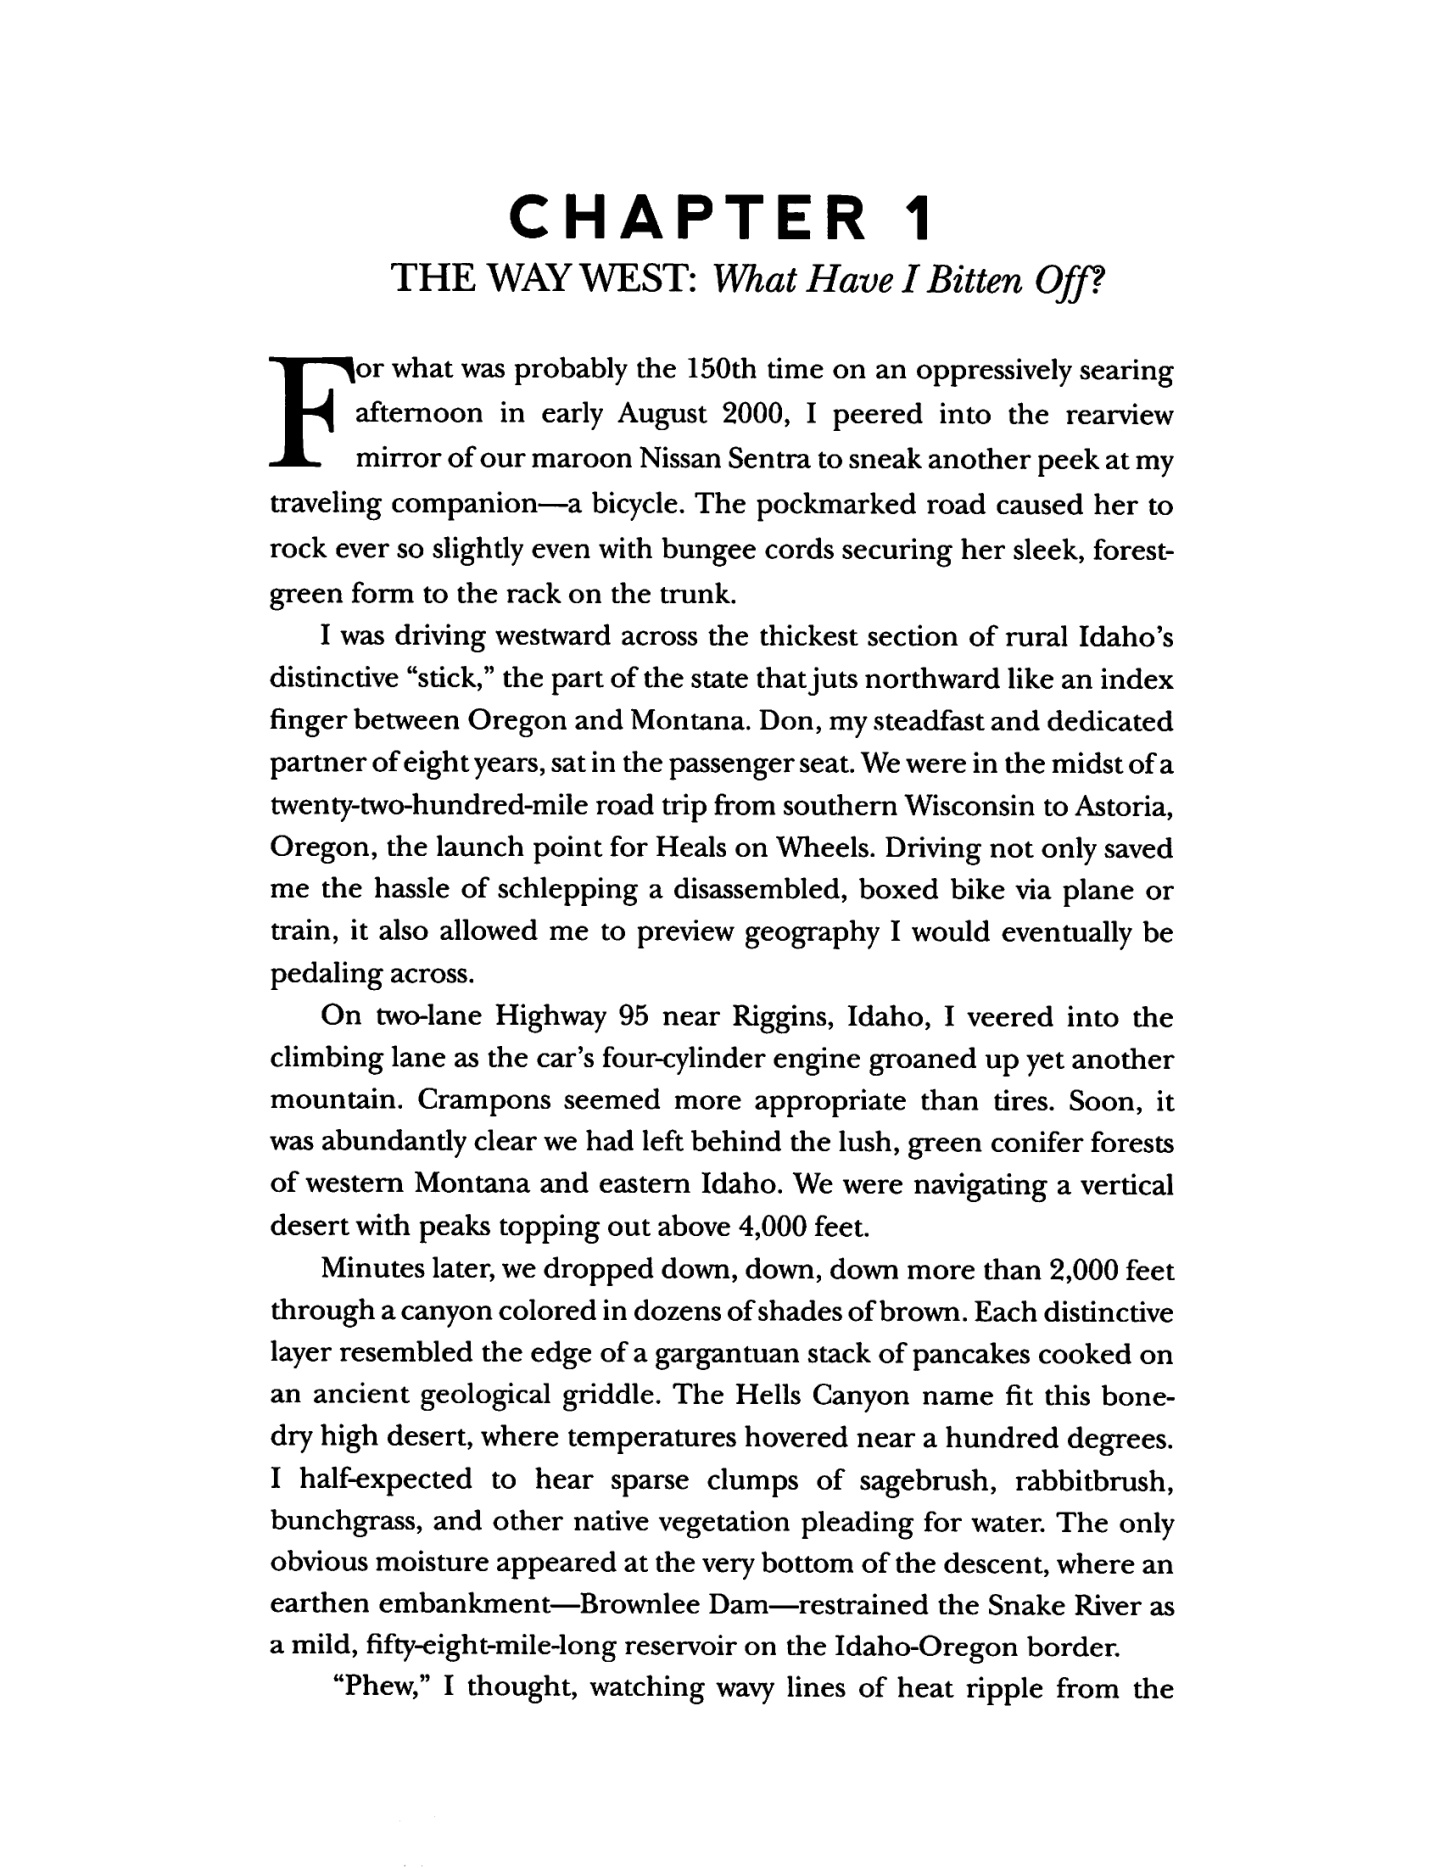 CHAPTER 1
THE WAY WEST: What Have I Bitten Off?
For what was probably the 150th time on an oppressively searing
afternoon in early August 2000, I peered into the rearview
mirror of our maroon Nissan Sentra to sneak another peek at my
traveling companion—a bicycle. The pockmarked road caused her to
rock ever so slightly even with bungee cords securing her sleek, forest-
green form to the rack on the trunk.
I was driving westward across the thickest section of rural Idaho’s
distinctive “stick,” the part of the state that juts northward like an index
finger between Oregon and Montana. Don, my steadfast and dedicated
partner of eight years, sat in the passenger seat. We were in the midst of a
twenty-two-hundred-mile road trip from southern Wisconsin to Astoria,
Oregon, the launch point for Heals on Wheels. Driving not only saved
me the hassle of schlepping a disassembled, boxed bike via plane or
train, it also allowed me to preview geography I would eventually be
pedaling across.
On two-lane Highway 95 near Riggins, Idaho, I veered into the
climbing lane as the car’s four-cylinder engine groaned up yet another
mountain. Crampons seemed more appropriate than tires. Soon, it
was abundantly clear we had left behind the lush, green conifer forests
of western Montana and eastern Idaho. We were navigating a vertical
desert with peaks topping out above 4,000 feet.
Minutes later, we dropped down, down, down more than 2,000 feet
through a canyon colored in dozens of shades of brown. Each distinctive
layer resembled the edge of a gargantuan stack of pancakes cooked on
an ancient geological griddle. The Hells Canyon name fit this bone-
dry high desert, where temperatures hovered near a hundred degrees.
I half-expected to hear sparse clumps of sagebrush, rabbitbrush,
bunchgrass, and other native vegetation pleading for water. The only
obvious moisture appeared at the very bottom of the descent, where an
earthen embankment—Brownlee Dam—restrained the Snake River as
a mild, fifty-eight-mile-long reservoir on the Idaho-Oregon border.
“Phew,” I thought, watching wavy lines of heat ripple from the